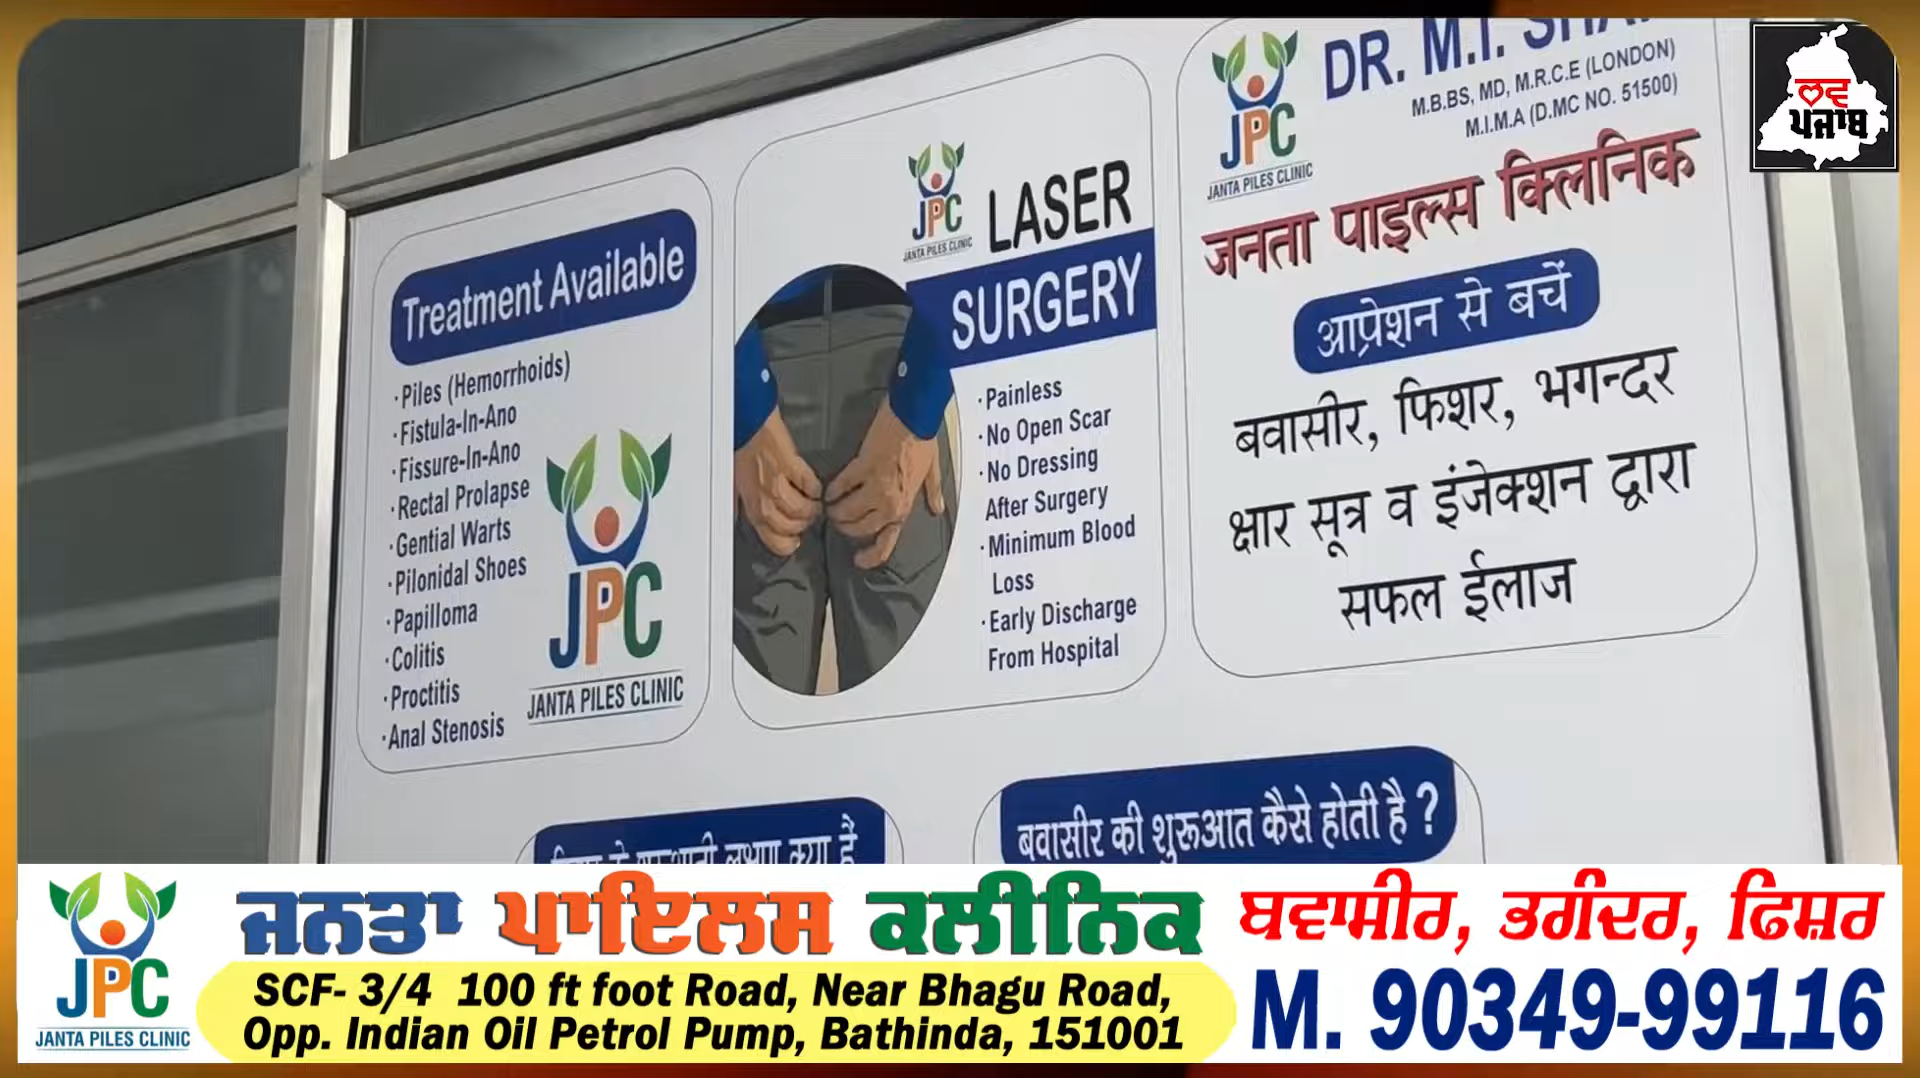 Treatment Available
·Piles (Hemorrhoids)
·Fistula-In-Ano
·Fissure-In-Ano
·Rectal Prolapse
·Gential Warts
·Pilonidal Shoes
·Papilloma
·Colitis
·Proctitis
·Anal Stenosis
JPC
JANTA PILES CLINIC
JPC
JANTA PILES CLINIC
LASER
SURGERY
·Painless
·No Open Scar
·No Dressing
After Surgery
·Minimum Blood
Loss
·Early Discharge
From Hospital
JPC
JANTA PILES CLINIC
DR. M.I.
M.B.BS, MD, M.R.C.E (LONDON)
M.I.M.A (D.MC NO. 51500)
जनता पाइल्स क्लिनिक
आप्रेशन से बचें
बवासीर, फिशर, भगन्दर
क्षार सूत्र व इंजेक्शन द्वारा
सफल ईलाज
लक्षण क्या हैं
बवासीर की शुरूआत कैसे होती है ?
ਲਵ
ਪੰਜਾਬ
JPC
JANTA PILES CLINIC
ਜਨਤਾ ਪਾਇਲਸ ਕਲੀਨਿਕ
SCF- 3/4 100 ft foot Road, Near Bhagu Road,
Opp. Indian Oil Petrol Pump, Bathinda, 151001
ਬਵਾਸੀਰ, ਭਗੰਦਰ, ਫਿਸ਼ਰ
M. 90349-99116